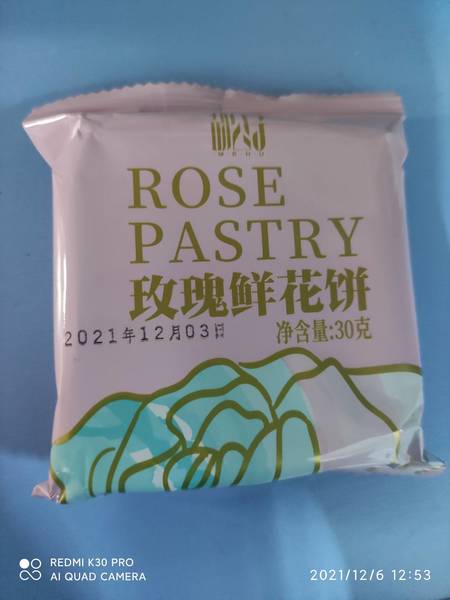 ROSE
PASTRY
玫瑰鲜花饼
2021年12月03日
净含量:30克
REDMI K30 PRO
AI QUAD CAMERA
2021/12/6 12:53